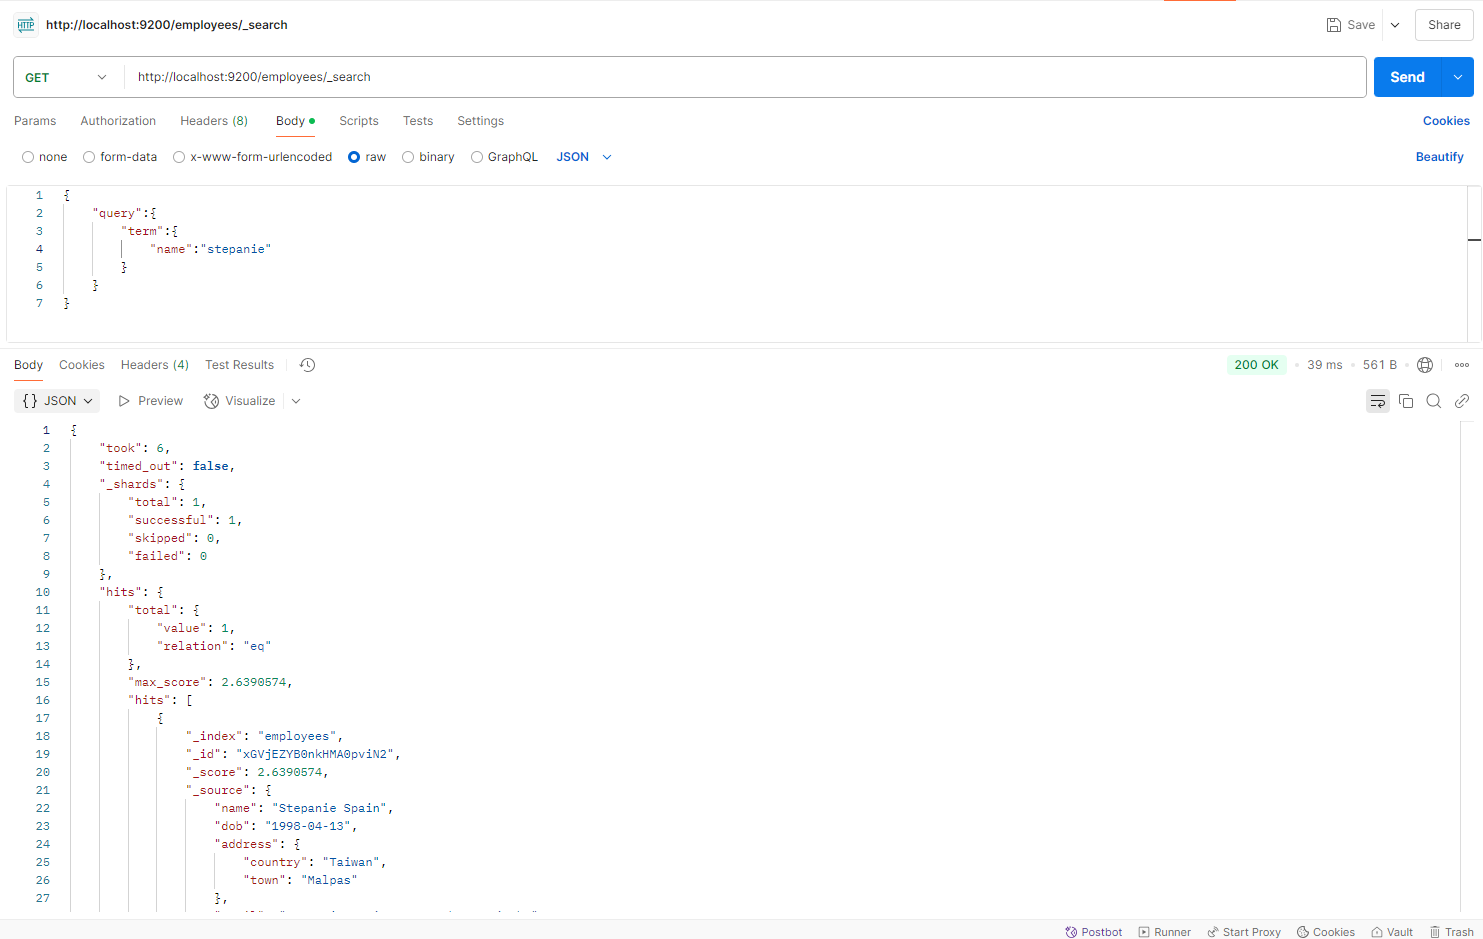 HTTP http://localhost:9200/employees/_search Save Share
GET http://localhost:9200/employees/_search Send
Params Authorization Headers (8) Body Scripts Tests Settings Cookies
none form-data x-www-form-urlencoded raw binary GraphQL JSON Beautify
1 {
2 "query":{
3 "term":{
4 "name":"stepanie"
5 }
6 }
7 }
Body Cookies Headers (4) Test Results 200 OK • 39 ms • 561 B •
{} JSON Preview Visualize
1 {
2 "took": 6,
3 "timed_out": false,
4 "_shards": {
5 "total": 1,
6 "successful": 1,
7 "skipped": 0,
8 "failed": 0
9 },
10 "hits": {
11 "total": {
12 "value": 1,
13 "relation": "eq"
14 },
15 "max_score": 2.6390574,
16 "hits": [
17 {
18 "_index": "employees",
19 "_id": "xGVjEZYB0nkHMA0pviN2",
20 "_score": 2.6390574,
21 "_source": {
22 "name": "Stepanie Spain",
23 "dob": "1998-04-13",
24 "address": {
25 "country": "Taiwan",
26 "town": "Malpas"
27 },
Postbot Runner Start Proxy Cookies Vault Trash